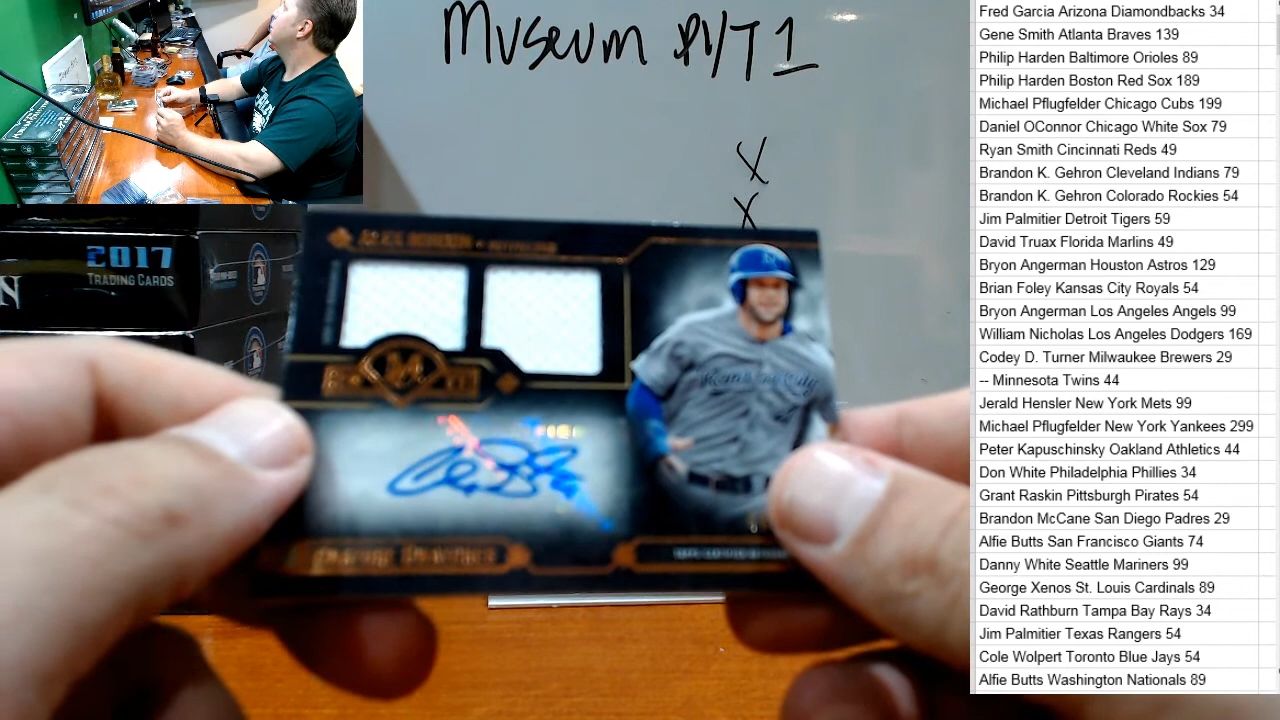 Museum PY/T 1
X
X
2017
TRADING CARDS
N
ALEX
M
Kansas City
Fred Garcia Arizona Diamondbacks 34
Gene Smith Atlanta Braves 139
Philip Harden Baltimore Orioles 89
Philip Harden Boston Red Sox 189
Michael Pflugfelder Chicago Cubs 199
Daniel OConnor Chicago White Sox 79
Ryan Smith Cincinnati Reds 49
Brandon K. Gehron Cleveland Indians 79
Brandon K. Gehron Colorado Rockies 54
Jim Palmitier Detroit Tigers 59
David Truax Florida Marlins 49
Bryon Angerman Houston Astros 129
Brian Foley Kansas City Royals 54
Bryon Angerman Los Angeles Angels 99
William Nicholas Los Angeles Dodgers 169
Codey D. Turner Milwaukee Brewers 29
-- Minnesota Twins 44
Jerald Hensler New York Mets 99
Michael Pflugfelder New York Yankees 299
Peter Kapuschinsky Oakland Athletics 44
Don White Philadelphia Phillies 34
Grant Raskin Pittsburgh Pirates 54
Brandon McCane San Diego Padres 29
Alfie Butts San Francisco Giants 74
Danny White Seattle Mariners 99
George Xenos St. Louis Cardinals 89
David Rathburn Tampa Bay Rays 34
Jim Palmitier Texas Rangers 54
Cole Wolpert Toronto Blue Jays 54
Alfie Butts Washington Nationals 89